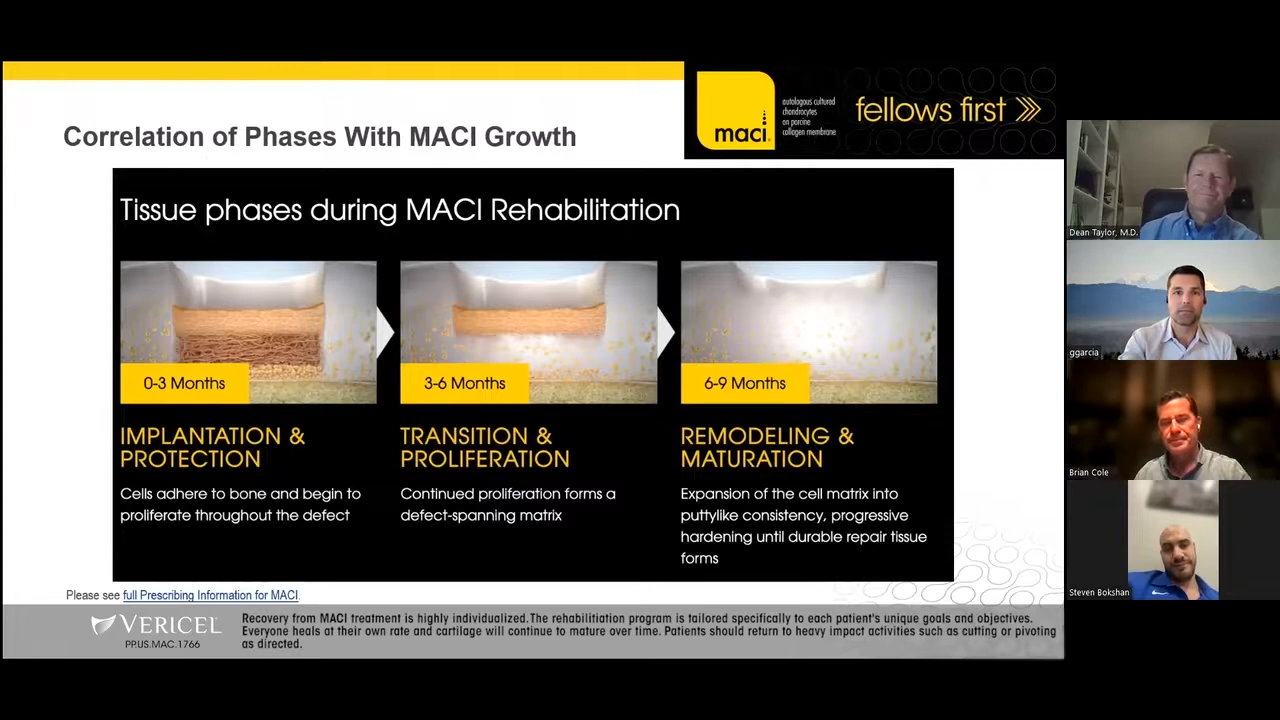 maci
autologous cultured
chondrocytes
on porcine
collagen membrane
fellows first
Correlation of Phases With MACI Growth
Tissue phases during MACI Rehabilitation
0-3 Months
IMPLANTATION &
PROTECTION
Cells adhere to bone and begin to
proliferate throughout the defect
3-6 Months
TRANSITION &
PROLIFERATION
Continued proliferation forms a
defect-spanning matrix
6-9 Months
REMODELING &
MATURATION
Expansion of the cell matrix into
puttylike consistency, progressive
hardening until durable repair tissue
forms
Please see full Prescribing Information for MACI.
VERICEL
PP.US.MAC.1766
Recovery from MACI treatment is highly individualized. The rehabilitiation program is tailored specifically to each patient's unique goals and objectives.
Everyone heals at their own rate and cartilage will continue to mature over time. Patients should return to heavy impact activities such as cutting or pivoting
as directed.
Dean Taylor, M.D.
ggarcia
Brian Cole
Steven Bokshan